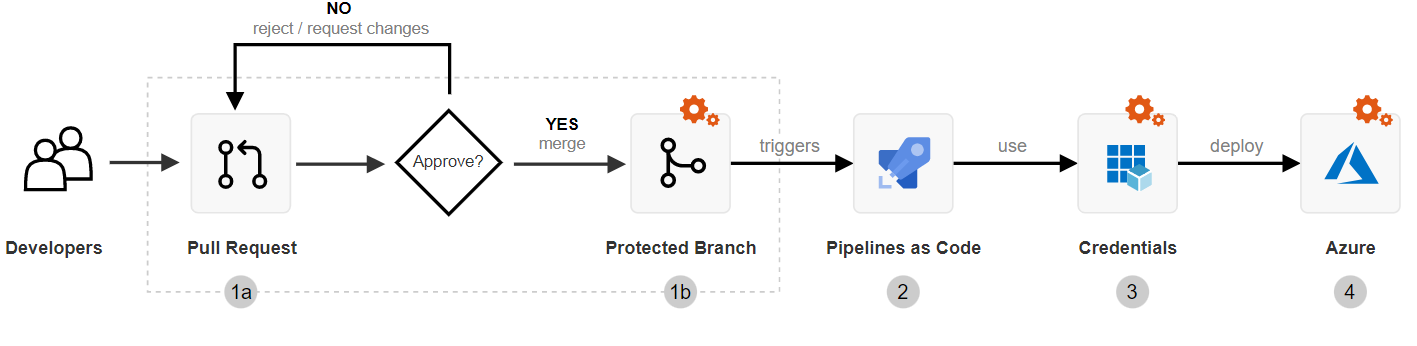 NO
reject / request changes
Approve?
YES
merge
triggers
use
deploy
Developers
Pull Request
Protected Branch
Pipelines as Code
Credentials
Azure
1a
1b
2
3
4